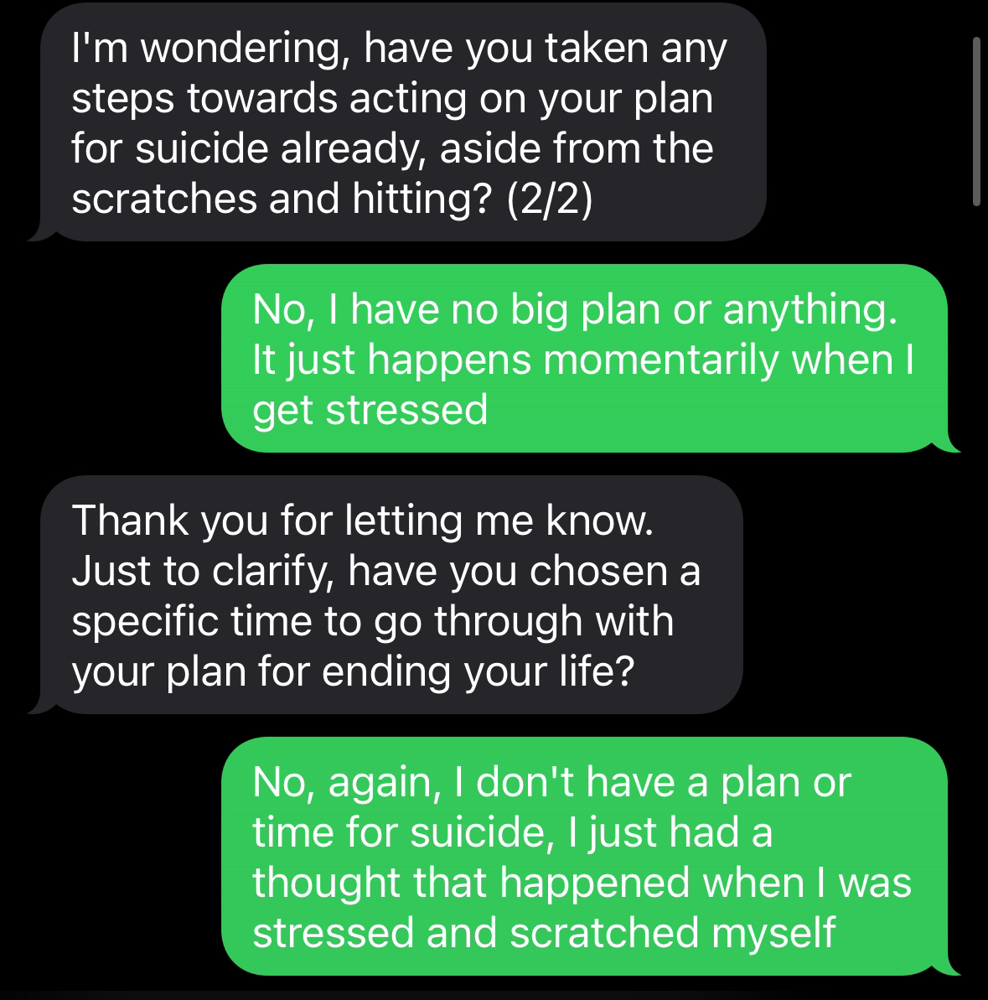 I'm wondering, have you taken any
steps towards acting on your plan
for suicide already, aside from the
scratches and hitting? (2/2)
No, I have no big plan or anything.
It just happens momentarily when I
get stressed
Thank you for letting me know.
Just to clarify, have you chosen a
specific time to go through with
your plan for ending your life?
No, again, I don't have a plan or
time for suicide, I just had a
thought that happened when I was
stressed and scratched myself